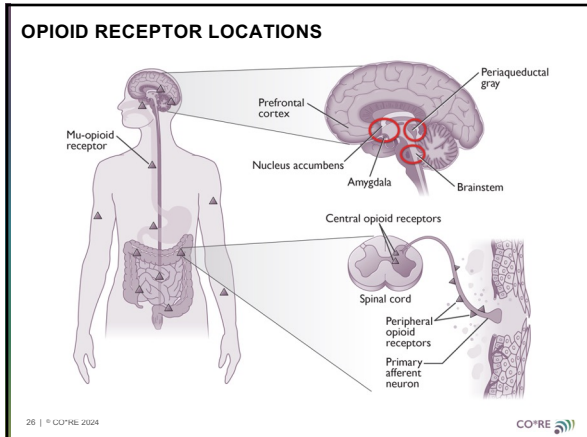 OPIOID RECEPTOR LOCATIONS
Periaqueductal
gray
Prefrontal
cortex
Mu-opioid
receptor
Nucleus accumbens
Amygdala
Brainstem
Central opioid receptors
Spinal cord
Peripheral
opioid
receptors
Primary
afferent
neuron
26 | © CO*RE 2024
CO*RE